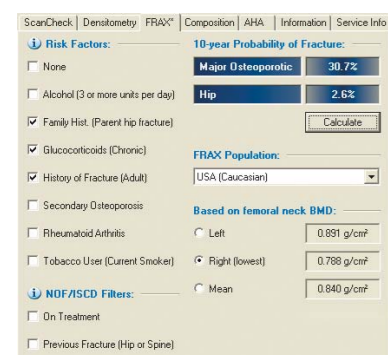 ScanCheck Densitometry FRAX® Composition AHA Information Service Info
Risk Factors:
None
Alcohol (3 or more units per day)
Family Hist. (Parent hip fracture)
Glucocorticoids (Chronic)
History of Fracture (Adult)
Secondary Osteoporosis
Rheumatoid Arthritis
Tobacco User (Current Smoker)
NOF/ISCD Filters:
On Treatment
Previous Fracture (Hip or Spine)
10-year Probability of Fracture:
Major Osteoporotic 30.7%
Hip 2.6%
Calculate
FRAX Population:
USA (Caucasian)
Based on femoral neck BMD:
Left 0.891 g/cm²
Right (lowest) 0.788 g/cm²
Mean 0.840 g/cm²